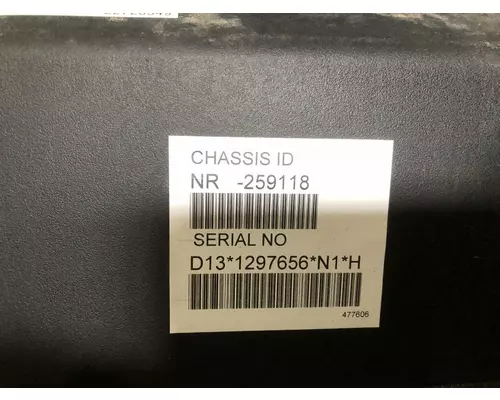 CHASSIS ID
NR -259118
SERIAL NO
D13*1297656*N1*H
477606